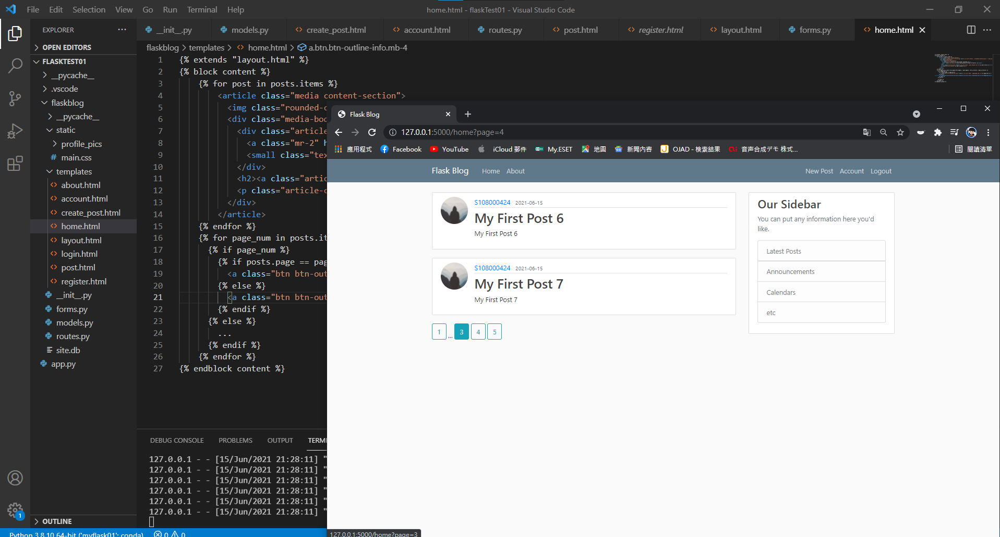 File Edit Selection View Go Run Terminal Help
home.html - flaskTest01 - Visual Studio Code
EXPLORER
OPEN EDITORS
FLASKTEST01
__pycache__
.vscode
flaskblog
__pycache__
static
profile_pics
main.css
templates
about.html
account.html
create_post.html
home.html
layout.html
login.html
post.html
register.html
__init__.py
forms.py
models.py
routes.py
site.db
app.py
OUTLINE
1
__init__.py models.py create_post.html account.html routes.py post.html register.html layout.html forms.py home.html
flaskblog > templates > home.html > a.btn.btn-outline-info.mb-4
1 {% extends "layout.html" %}
2 {% block content %}
3 {% for post in posts.items %}
4 <article class="media content-section">
5 <img class="rounded-c
6 <div class="media-bod
7 <div class="article
8 <a class="mr-2" h
9 <small class="tex
10 </div>
11 <h2><a class="artic
12 <p class="article-c
13 </div>
14 </article>
15 {% endfor %}
16 {% for page_num in posts.it
17 {% if page_num %}
18 {% if posts.page == pag
19 <a class="btn btn-out
20 {% else %}
21 <a class="btn btn-out
22 {% endif %}
23 {% else %}
24 ...
25 {% endif %}
26 {% endfor %}
27 {% endblock content %}
DEBUG CONSOLE PROBLEMS OUTPUT TERMI
127.0.0.1 - - [15/Jun/2021 21:28:11] "
127.0.0.1 - - [15/Jun/2021 21:28:11] "
127.0.0.1 - - [15/Jun/2021 21:28:11] "
127.0.0.1 - - [15/Jun/2021 21:28:11] "
127.0.0.1 - - [15/Jun/2021 21:28:11] "
127.0.0.1 - - [15/Jun/2021 21:28:11] "
Python 3.8.10 64-bit ('myflask01': conda) 0 0
Flask Blog
127.0.0.1:5000/home?page=4
應用程式 Facebook YouTube iCloud 郵件 My.ESET 地圖 新聞內容 OJAD - 検索結果 音声合成デモ 株式... 閱讀清單
Flask Blog Home About New Post Account Logout
S108000424 2021-06-15
My First Post 6
My First Post 6
S108000424 2021-06-15
My First Post 7
My First Post 7
1 ... 3 4 5
Our Sidebar
You can put any information here you'd
like.
Latest Posts
Announcements
Calendars
etc
127.0.0.1:5000/home?page=3